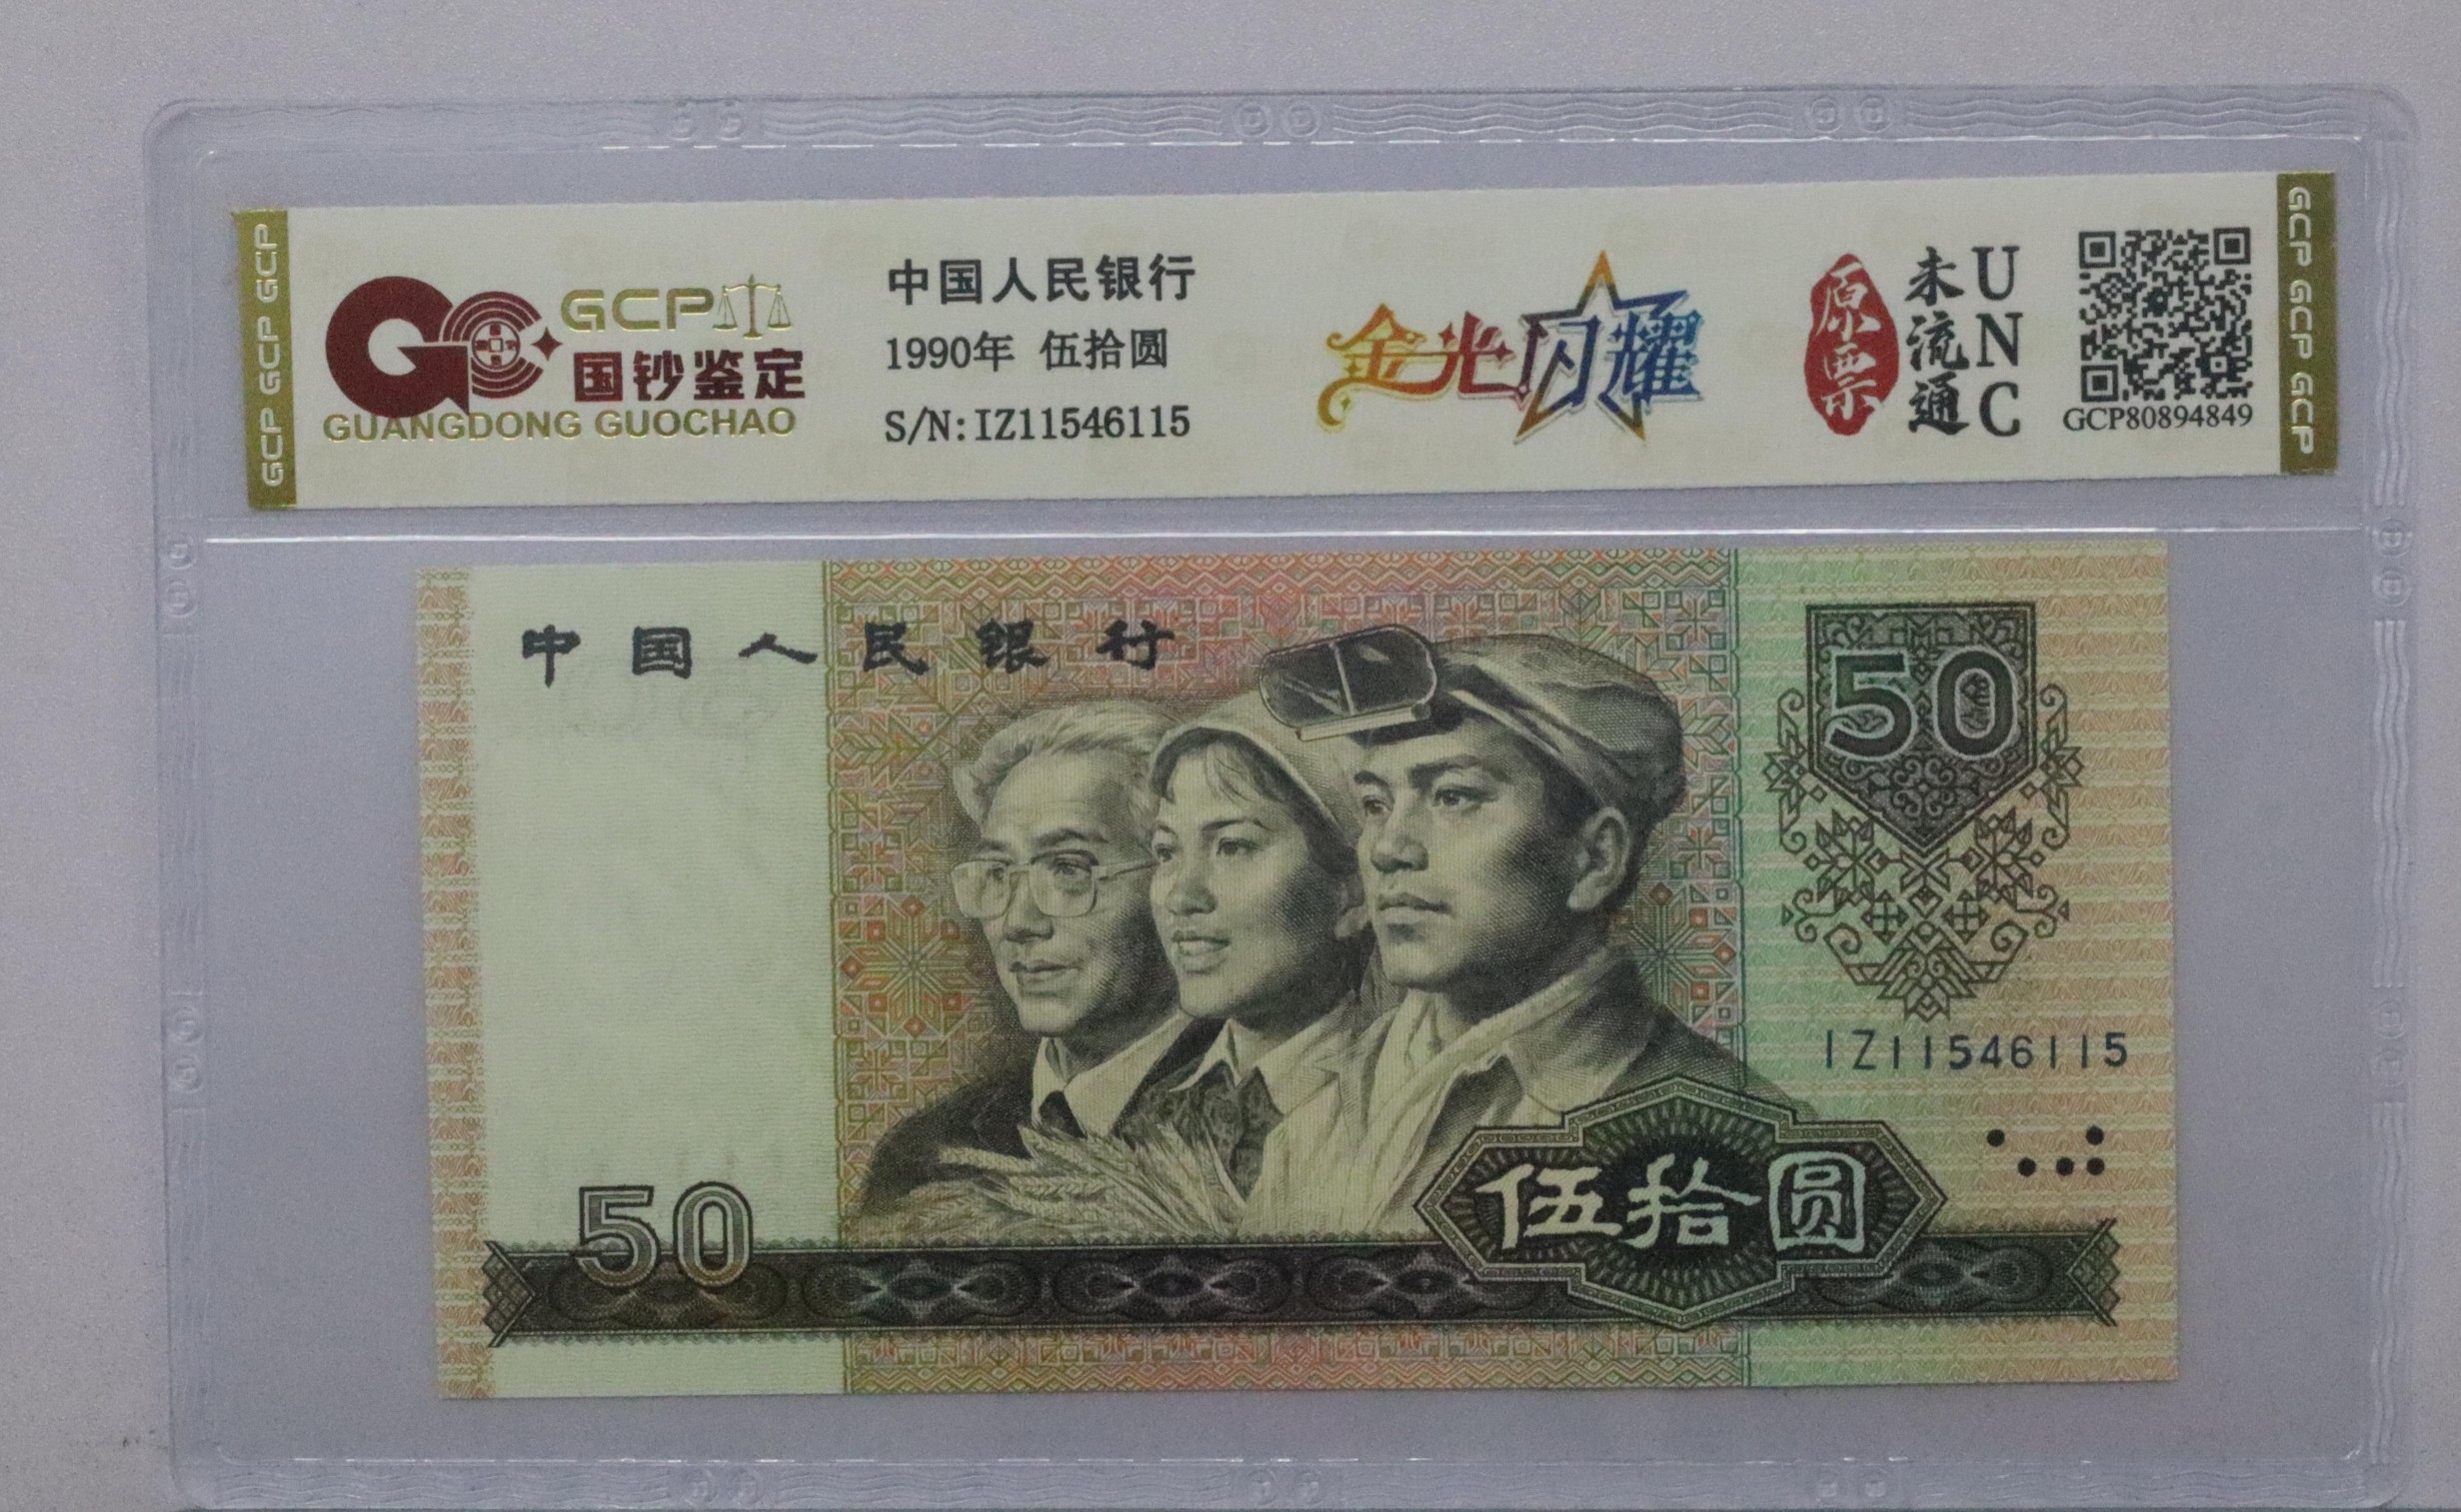 GCP GCP GCP
GCP
国钞鉴定
GUANGDONG GUOCHAO
中国人民银行
1990年 伍拾圆
S/N: IZ11546115
金光闪耀
原票
未流通
UNC
GCP80894849
GCP GCP GCP
中国人民银行
50
IZ11546115
50
伍拾圆